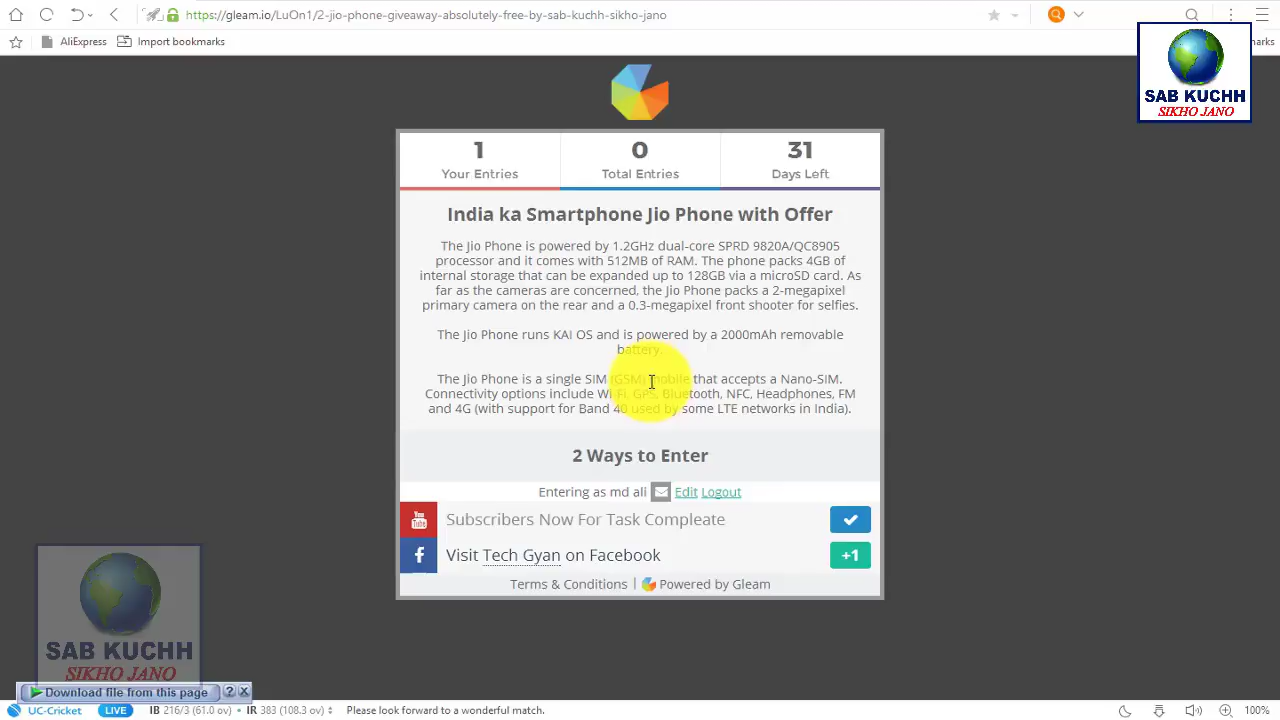 https://gleam.io/LuOn1/2-jio-phone-giveaway-absolutely-free-by-sab-kuchh-sikho-jano
AliExpress
Import bookmarks
marks
SAB KUCHH
SIKHO JANO
1
Your Entries
0
Total Entries
31
Days Left
India ka Smartphone Jio Phone with Offer
The Jio Phone is powered by 1.2GHz dual-core SPRD 9820A/QC8905
processor and it comes with 512MB of RAM. The phone packs 4GB of
internal storage that can be expanded up to 128GB via a microSD card. As
far as the cameras are concerned, the Jio Phone packs a 2-megapixel
primary camera on the rear and a 0.3-megapixel front shooter for selfies.
The Jio Phone runs KAI OS and is powered by a 2000mAh removable
battery.
The Jio Phone is a single SIM (GSM) mobile that accepts a Nano-SIM.
Connectivity options include Wi-Fi, GPS, Bluetooth, NFC, Headphones, FM
and 4G (with support for Band 40 used by some LTE networks in India).
2 Ways to Enter
Entering as md ali Edit Logout
You Tube Subscribers Now For Task Compleate
f Visit Tech Gyan on Facebook +1
Terms & Conditions | Powered by Gleam
SAB KUCHH
SIKHO JANO
Download file from this page ? X
UC-Cricket LIVE IB 216/3 (61.0 ov) • IR 383 (108.3 ov) Please look forward to a wonderful match. 100%